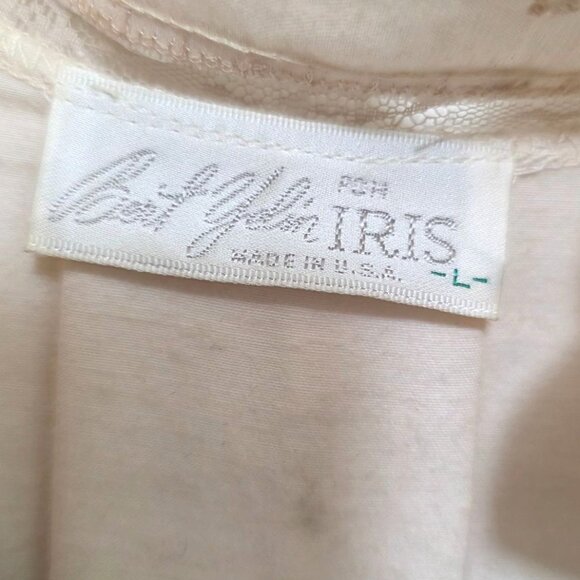 Bert Yelin
FOR
IRIS
MADE IN U.S.A.
-L-